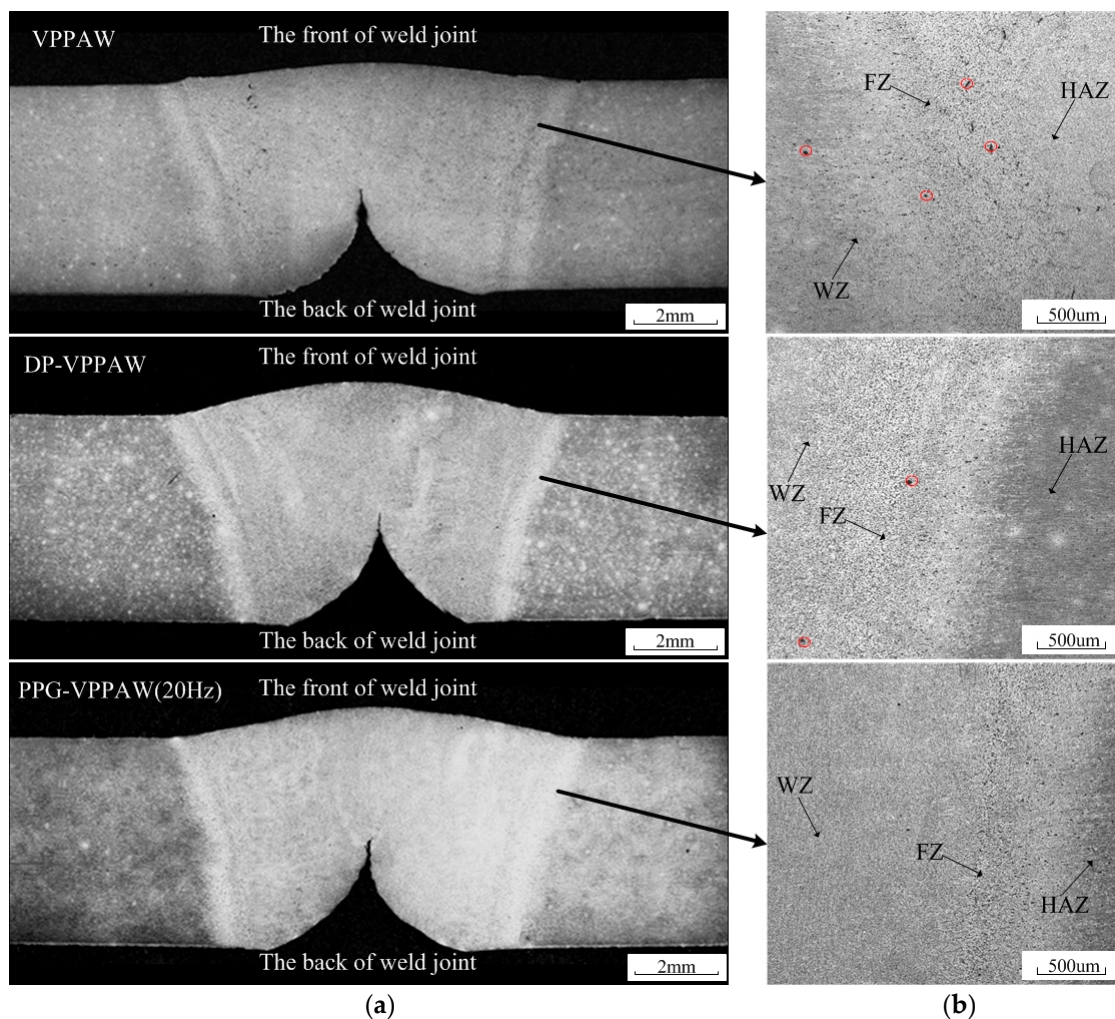 VPPAW
The front of weld joint
The back of weld joint
2mm
FZ
HAZ
WZ
500um
DP-VPPAW
The front of weld joint
The back of weld joint
2mm
WZ
FZ
HAZ
500um
PPG-VPPAW(20Hz)
The front of weld joint
The back of weld joint
2mm
WZ
FZ
HAZ
500um
(a)
(b)